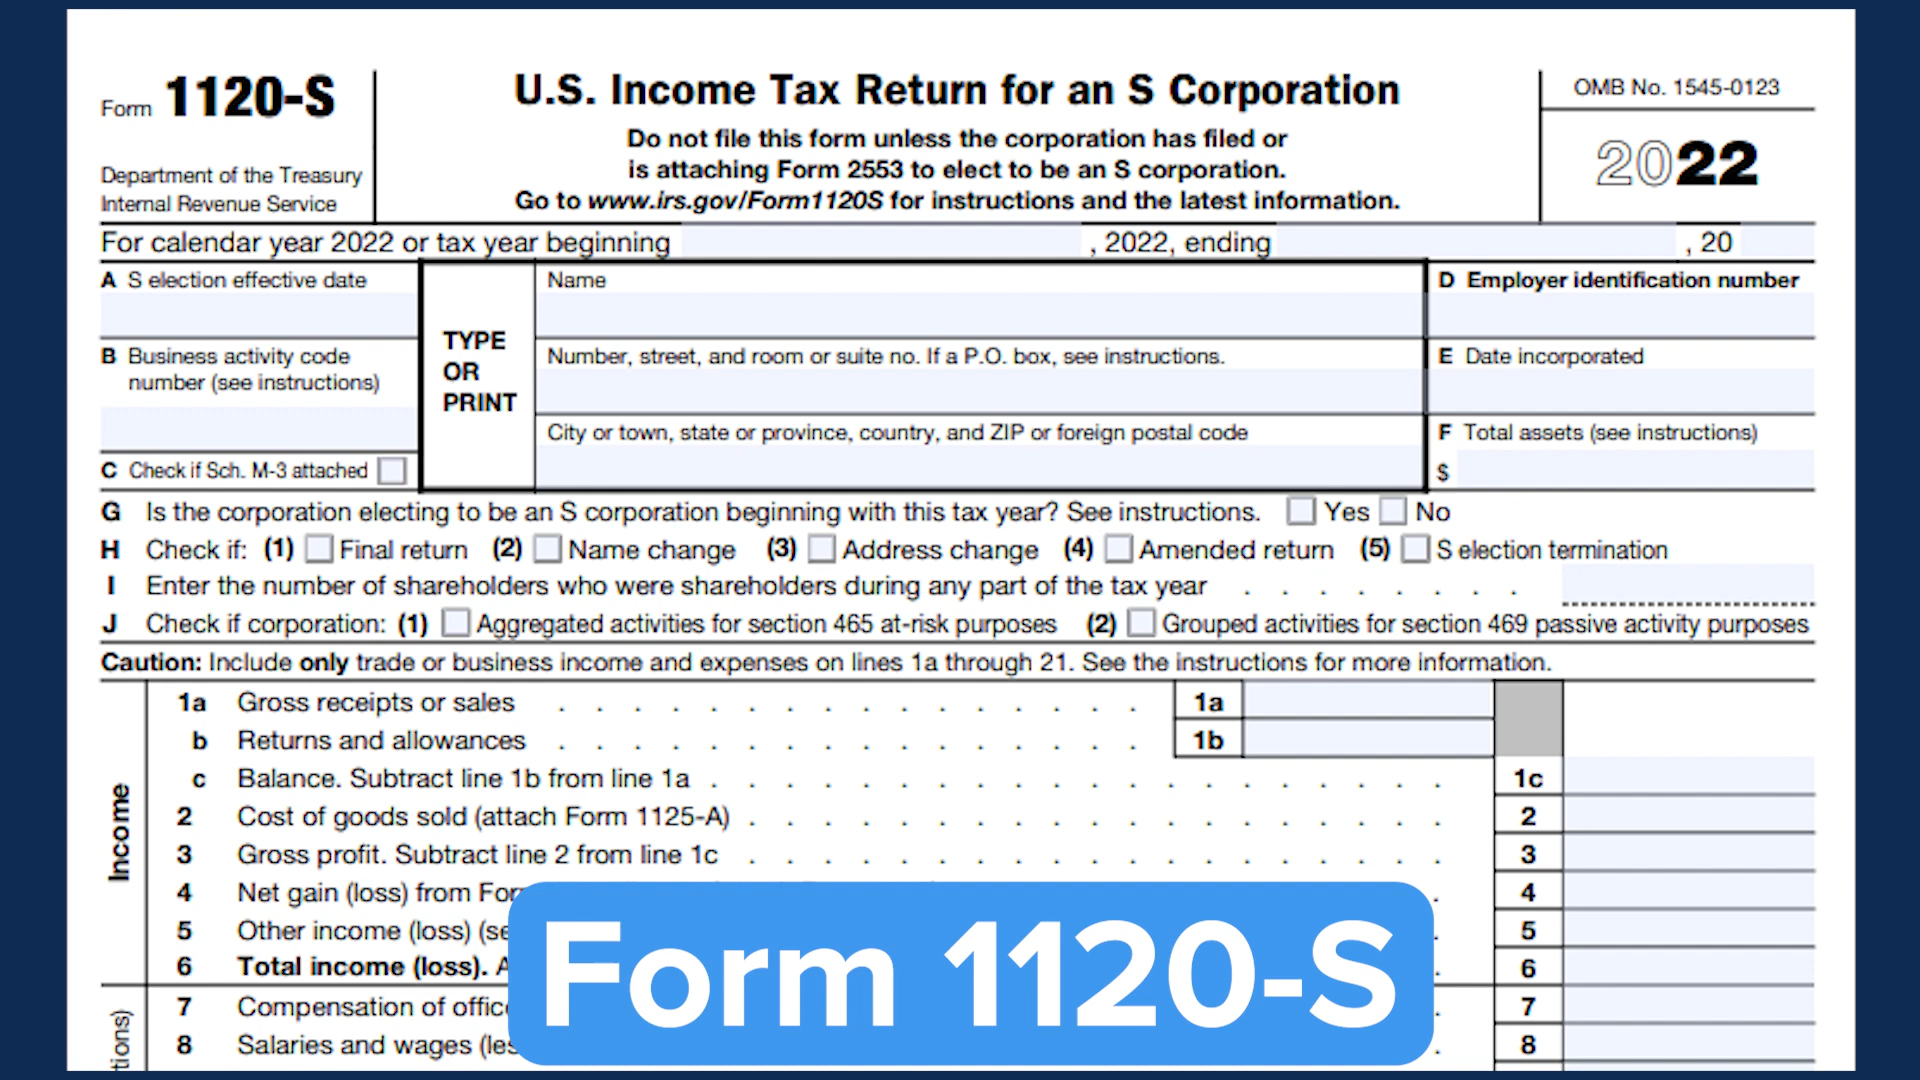 Form 1120-S
Department of the Treasury
Internal Revenue Service
U.S. Income Tax Return for an S Corporation
Do not file this form unless the corporation has filed or
is attaching Form 2553 to elect to be an S corporation.
Go to www.irs.gov/Form1120S for instructions and the latest information.
OMB No. 1545-0123
2022
For calendar year 2022 or tax year beginning , 2022, ending , 20
A S election effective date
B Business activity code
number (see instructions)
C Check if Sch. M-3 attached
TYPE
OR
PRINT
Name
Number, street, and room or suite no. If a P.O. box, see instructions.
City or town, state or province, country, and ZIP or foreign postal code
D Employer identification number
E Date incorporated
F Total assets (see instructions)
$
G Is the corporation electing to be an S corporation beginning with this tax year? See instructions. Yes No
H Check if: (1) Final return (2) Name change (3) Address change (4) Amended return (5) S election termination
I Enter the number of shareholders who were shareholders during any part of the tax year . . . . . . . .
J Check if corporation: (1) Aggregated activities for section 465 at-risk purposes (2) Grouped activities for section 469 passive activity purposes
Caution: Include only trade or business income and expenses on lines 1a through 21. See the instructions for more information.
Income
1a Gross receipts or sales . . . . . . . . . . . . . . . . 1a
b Returns and allowances . . . . . . . . . . . . . . . . 1b
c Balance. Subtract line 1b from line 1a . . . . . . . . . . . . . . . . . . . . 1c
2 Cost of goods sold (attach Form 1125-A) . . . . . . . . . . . . . . . . . . . 2
3 Gross profit. Subtract line 2 from line 1c . . . . . . . . . . . . . . . . . . . 3
4 Net gain (loss) from . 4
5 Other income (loss) . 5
6 Total income (loss). . 6
7 Compensation of . 7
8 Salaries and wages . 8
Form 1120-S